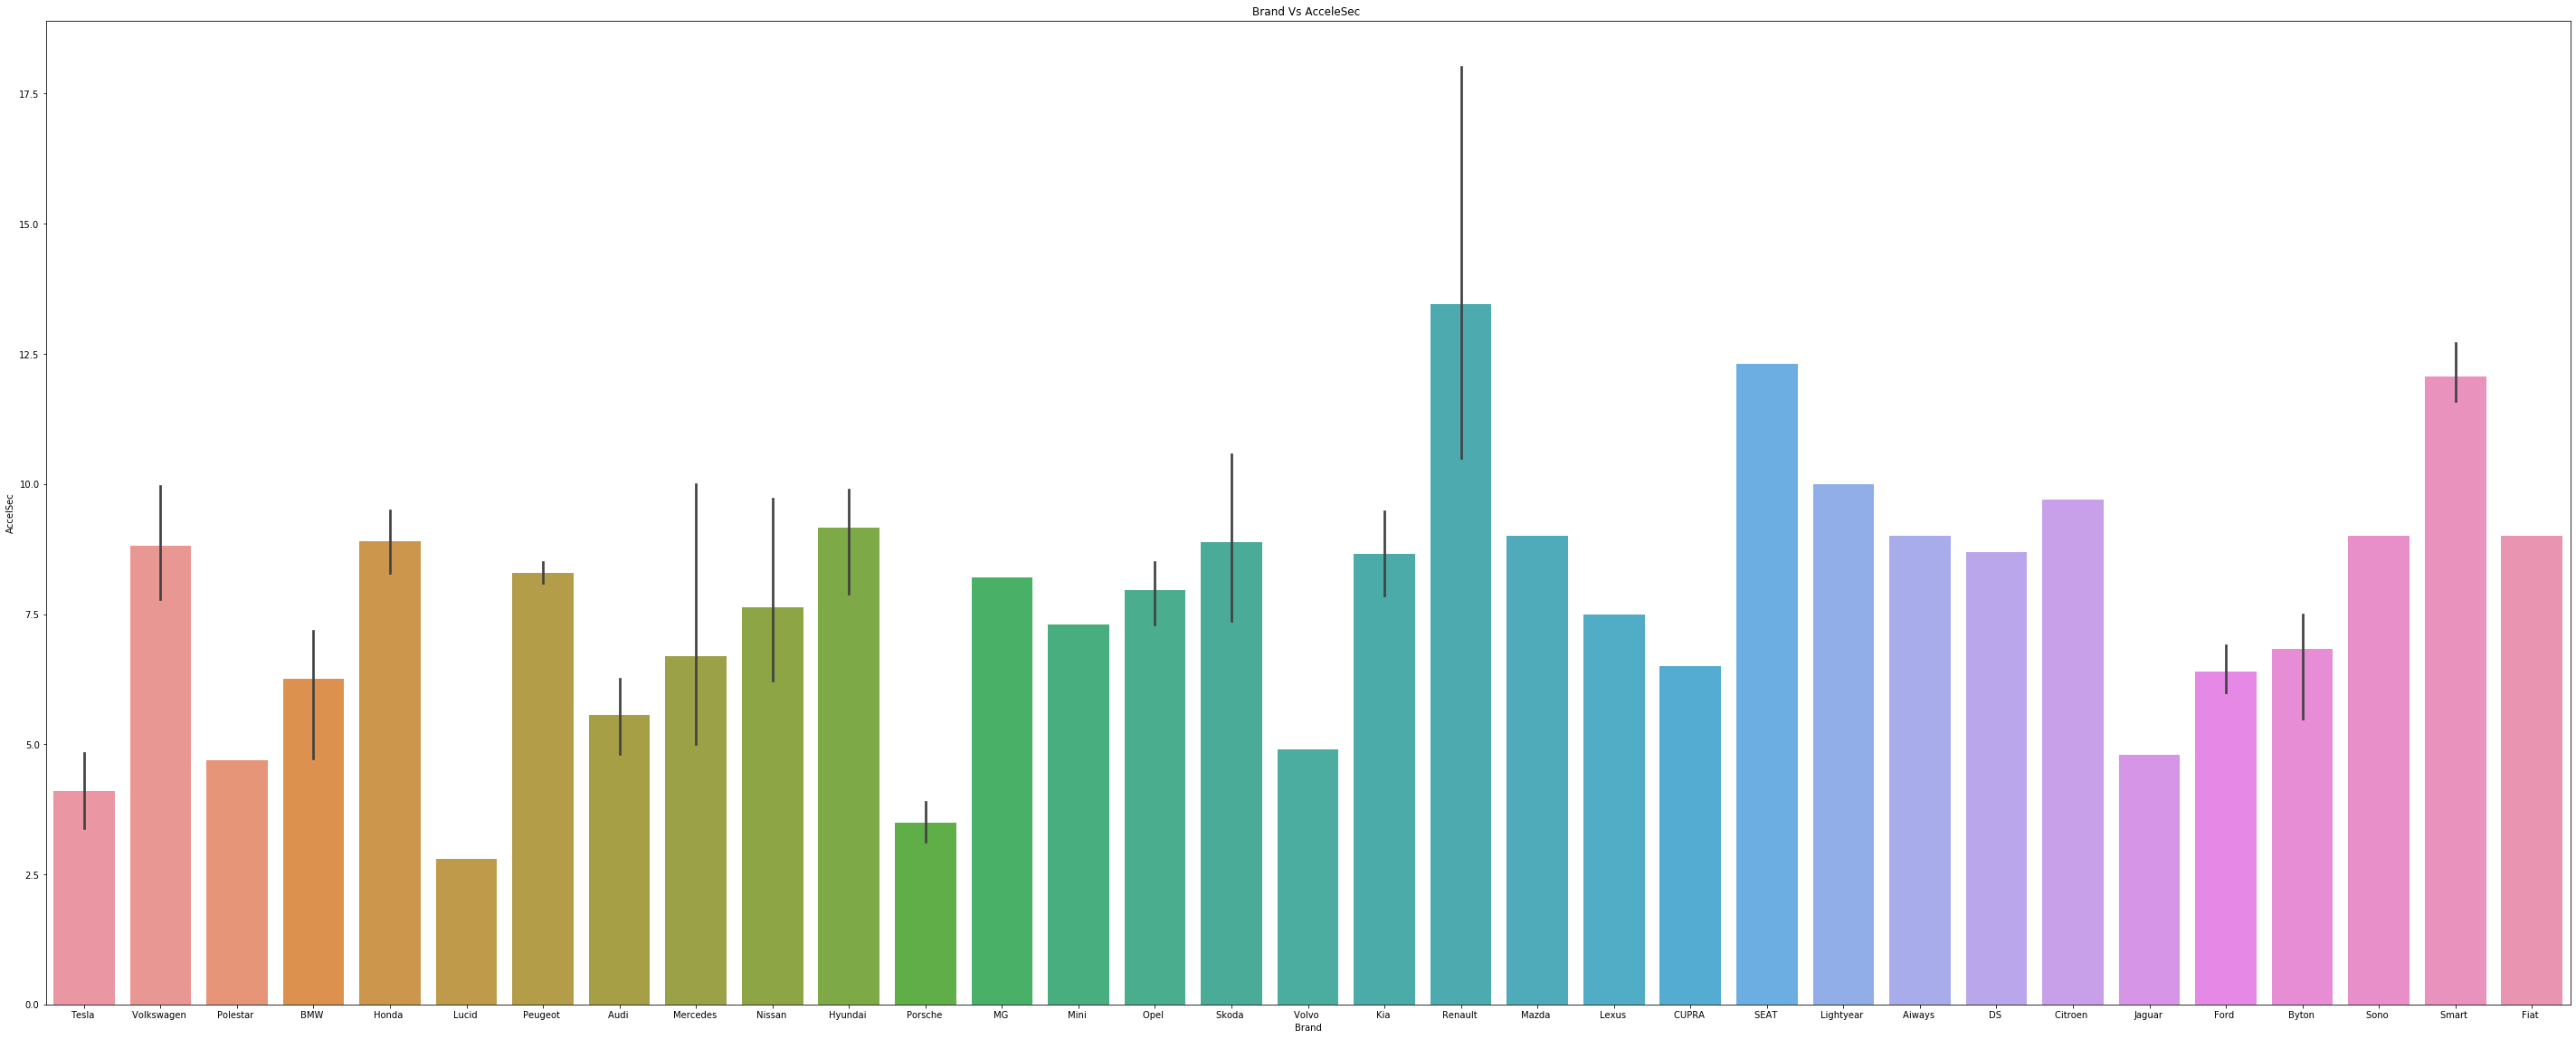 Brand Vs AcceleSec
17.5
15.0
12.5
10.0
7.5
5.0
2.5
0.0
AccelSec
Tesla Volkswagen Polestar BMW Honda Lucid Peugeot Audi Mercedes Nissan Hyundai Porsche MG Mini Opel Skoda Volvo Kia Renault Mazda Lexus CUPRA SEAT Lightyear Aiways DS Citroen Jaguar Ford Byton Sono Smart Fiat
Brand